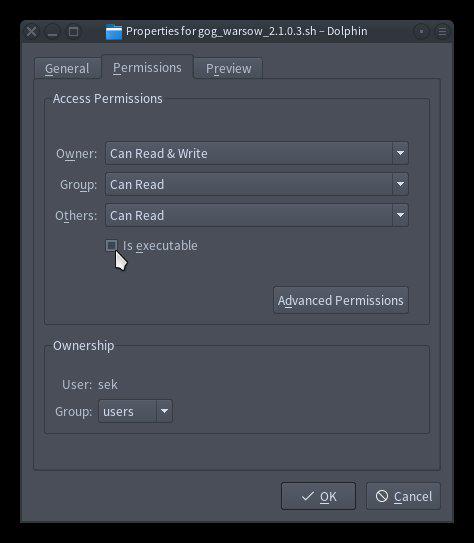 Properties for gog_warsow_2.1.0.3.sh – Dolphin
General Permissions Preview
Access Permissions
Owner: Can Read & Write
Group: Can Read
Others: Can Read
Is executable
Advanced Permissions
Ownership
User: sek
Group: users
OK Cancel